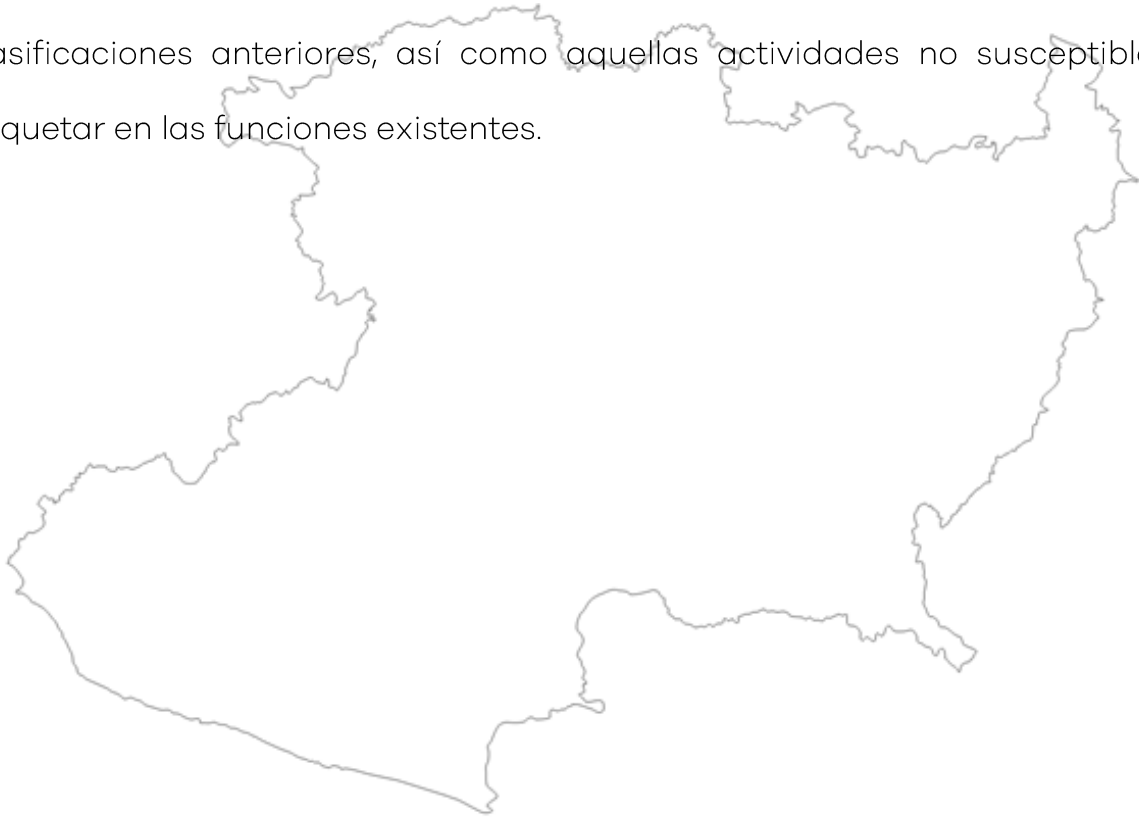 asificaciones anteriores, así como aquellas actividades no susceptibl
quetar en las funciones existentes.